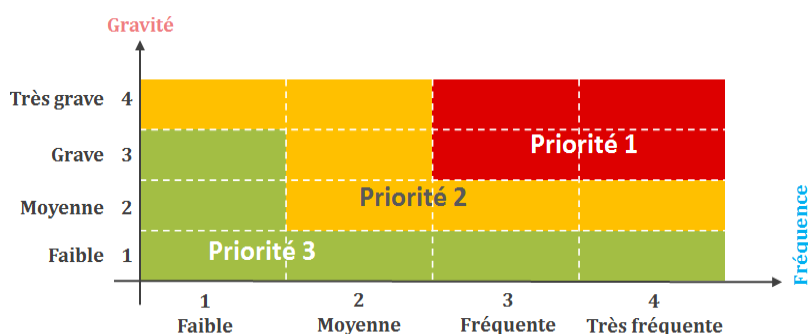 Gravité
Très grave 4
Grave 3
Priorité 1
Moyenne 2
Priorité 2
Faible 1
Priorité 3
Fréquence
1 2 3 4
Faible Moyenne Fréquente Très fréquente